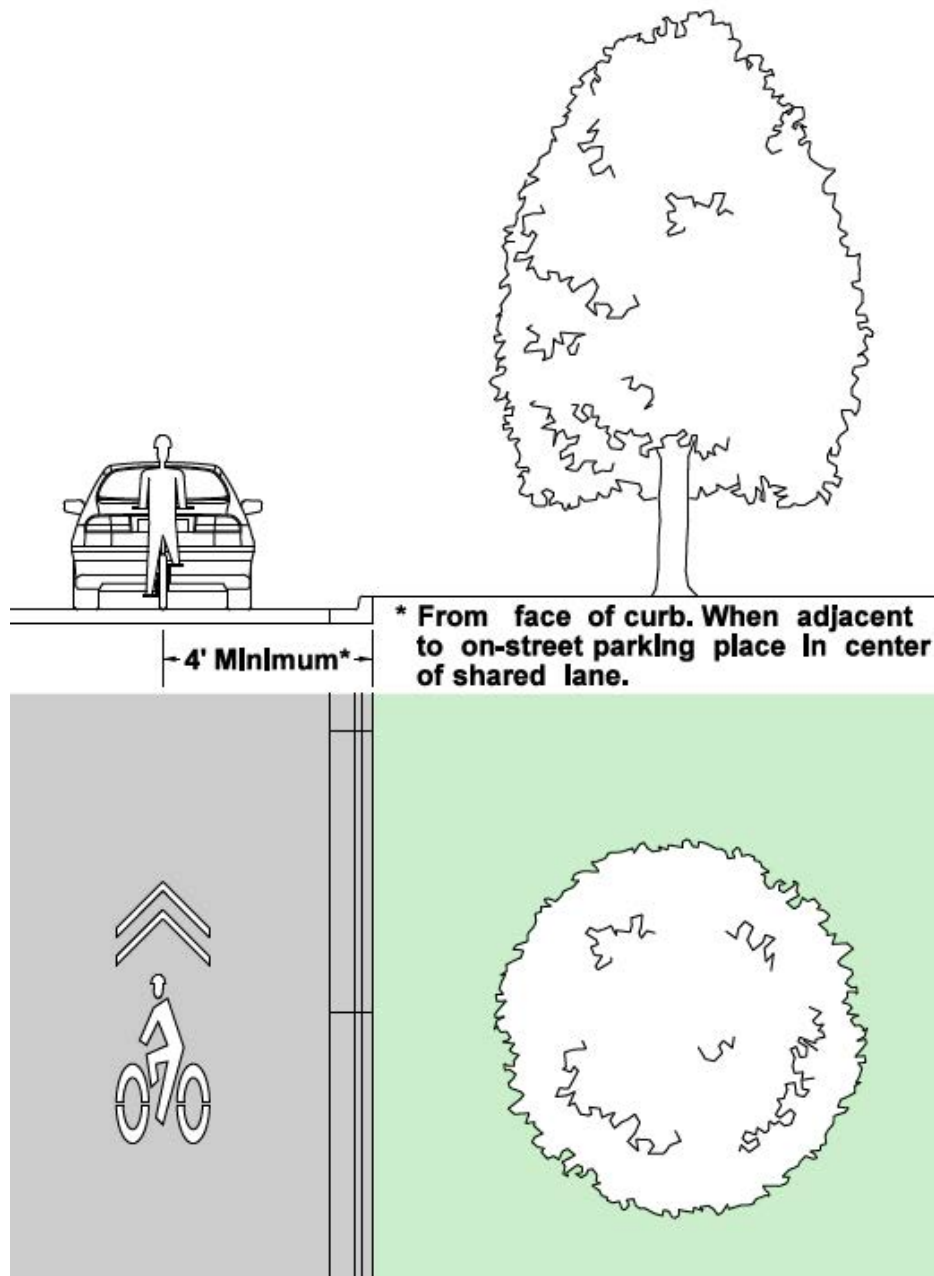 4' Minimum*
* From face of curb. When adjacent
to on-street parking place in center
of shared lane.